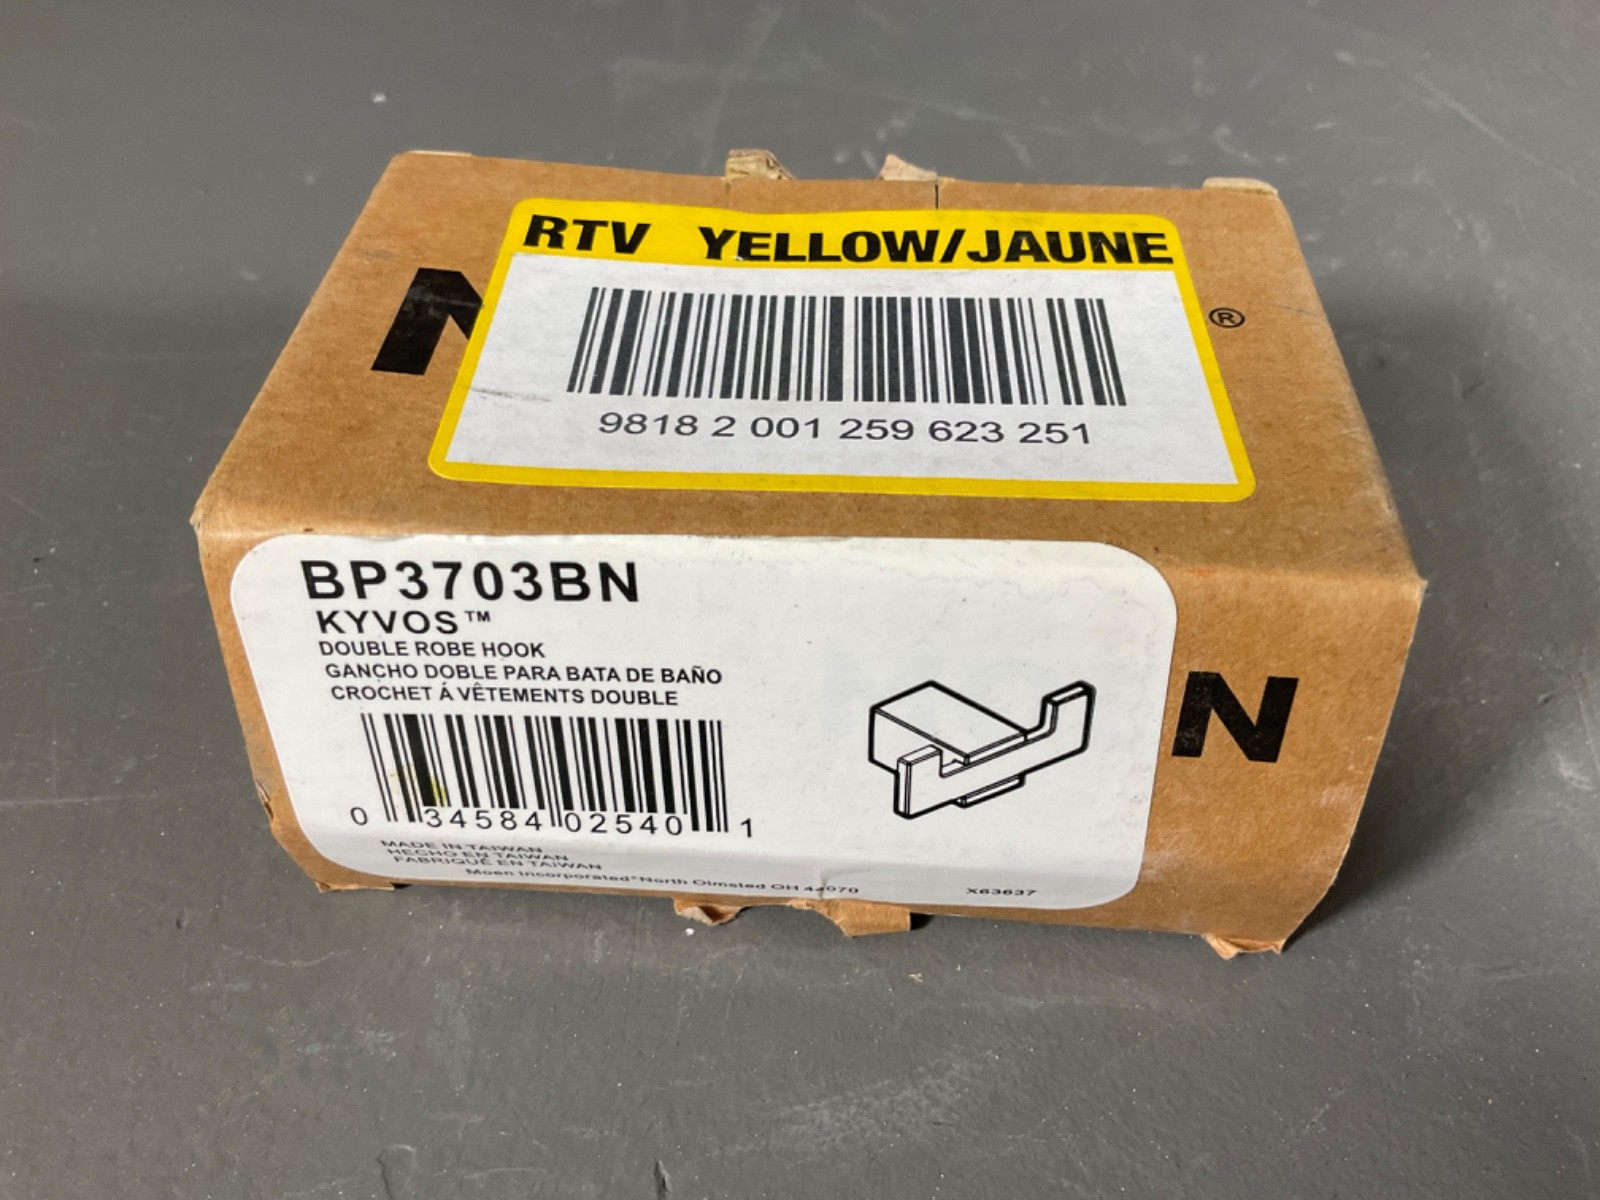 RTV YELLOW/JAUNE
®
9818 2 001 259 623 251
BP3703BN
KYVOS™
DOUBLE ROBE HOOK
GANCHO DOBLE PARA BATA DE BAÑO
CROCHET Á VÊTEMENTS DOUBLE
0 34584 02540 1
MADE IN TAIWAN
HECHO EN TAIWAN
FABRIQUÉ EN TAIWAN
Moen Incorporated North Olmsted OH 44070
X63637
N